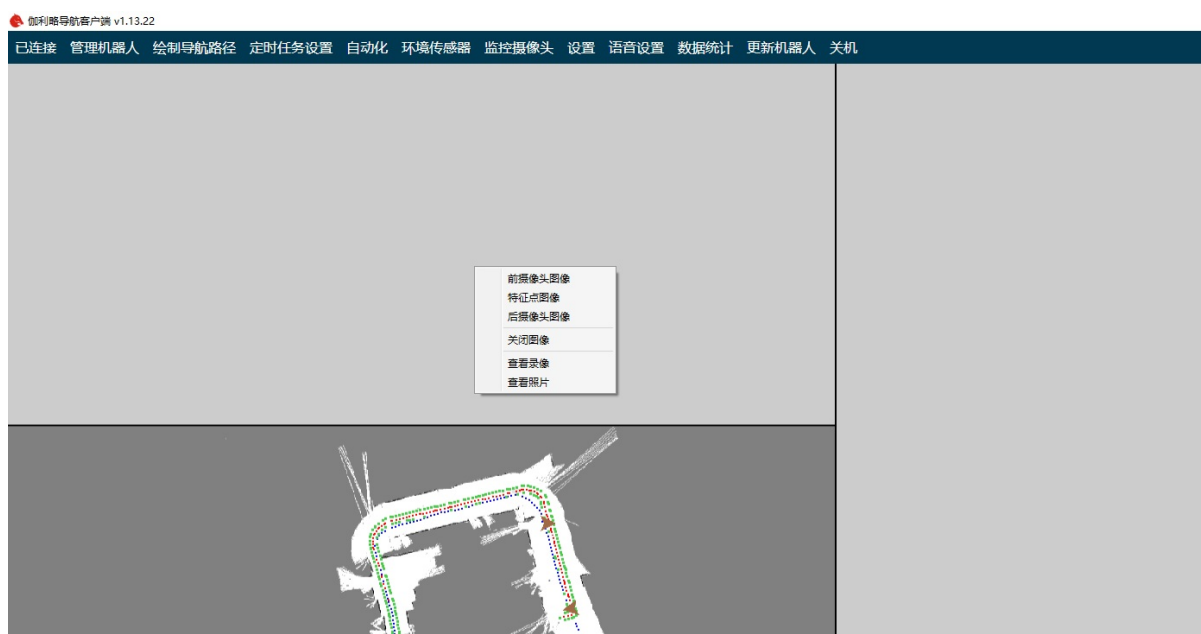 伽利略导航客户端 v1.13.22
已连接 管理机器人 绘制导航路径 定时任务设置 自动化 环境传感器 监控摄像头 设置 语音设置 数据统计 更新机器人 关机
前摄像头图像
特征点图像
后摄像头图像
关闭图像
查看录像
查看照片